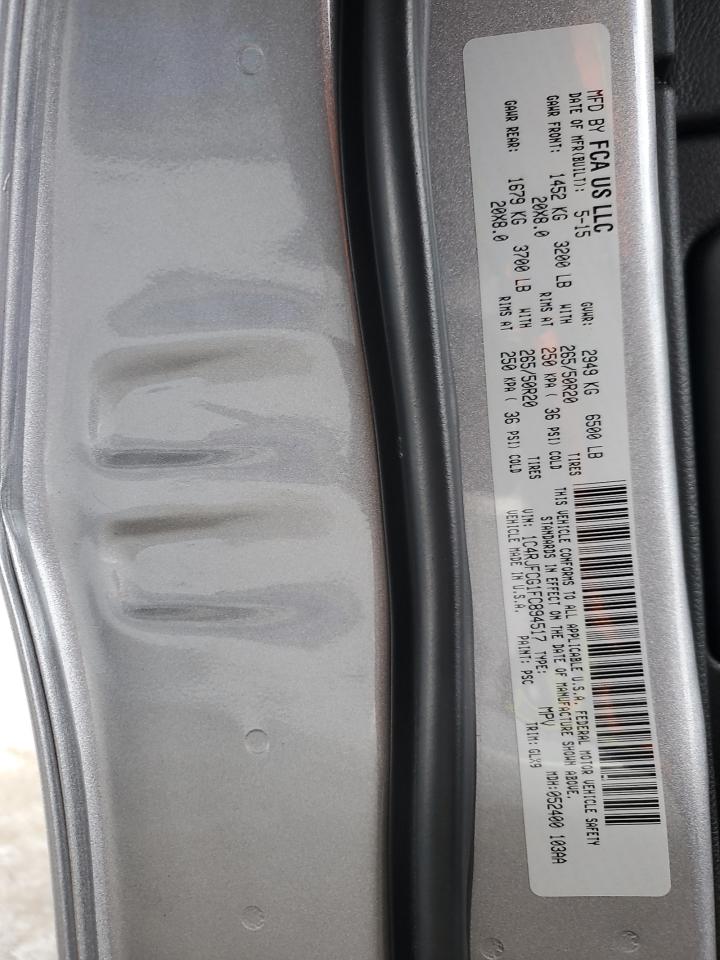 MFD BY FCA US LLC
DATE OF MFR(BUILT): 5-15 GVWR: 2949 KG 6500 LB
GAWR FRONT: 1452 KG 3200 LB WITH 265/50R20 TIRES
20X8.0 RIMS AT 250 KPA ( 36 PSI) COLD
GAWR REAR: 1679 KG 3700 LB WITH 265/50R20 TIRES
20X8.0 RIMS AT 250 KPA ( 36 PSI) COLD
THIS VEHICLE CONFORMS TO ALL APPLICABLE U.S.A. FEDERAL MOTOR VEHICLE SAFETY
STANDARDS IN EFFECT ON THE DATE OF MANUFACTURE SHOWN ABOVE.
VIN: 1C4RJFCG1FC894517 TYPE: MPV MDH:052400 103AA
VEHICLE MADE IN U.S.A. PAINT: PSC TRIM: GLX9